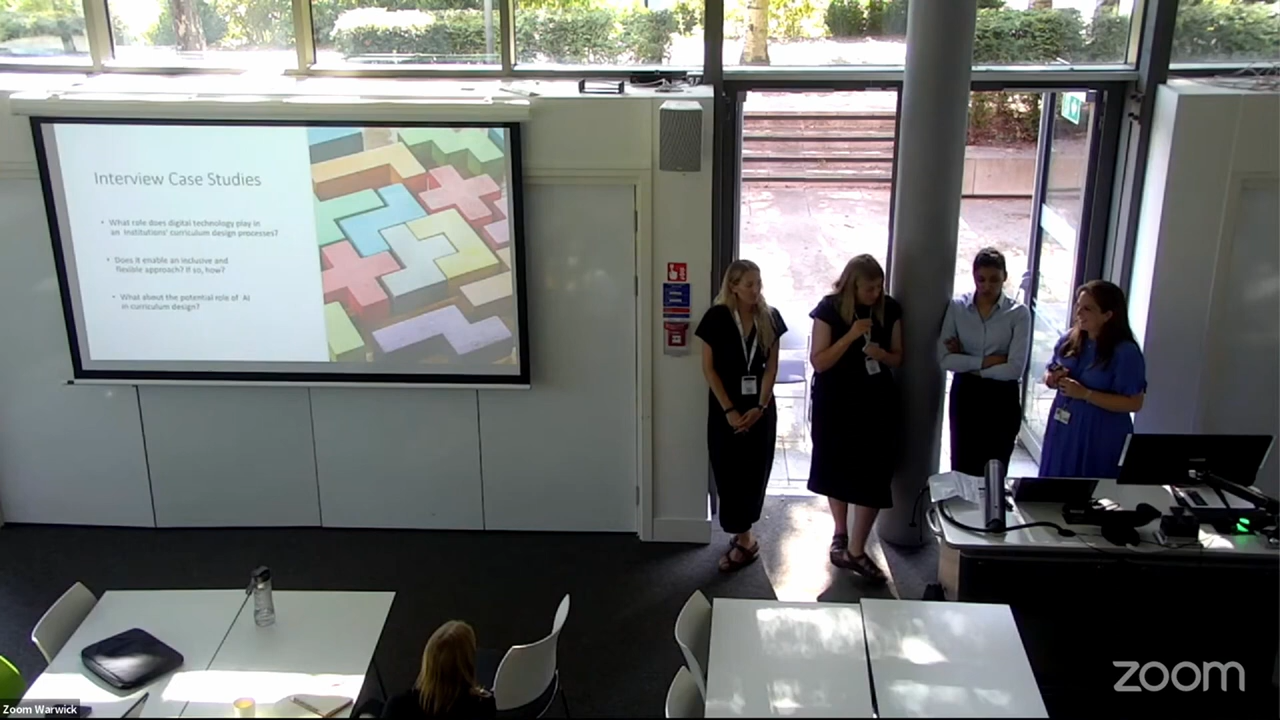 Interview Case Studies
• What role does digital technology play in
an institutions' curriculum design processes?
• Does it enable an inclusive and
flexible approach? If so, how?
• What about the potential role of AI
in curriculum design?
Zoom Warwick
zoom